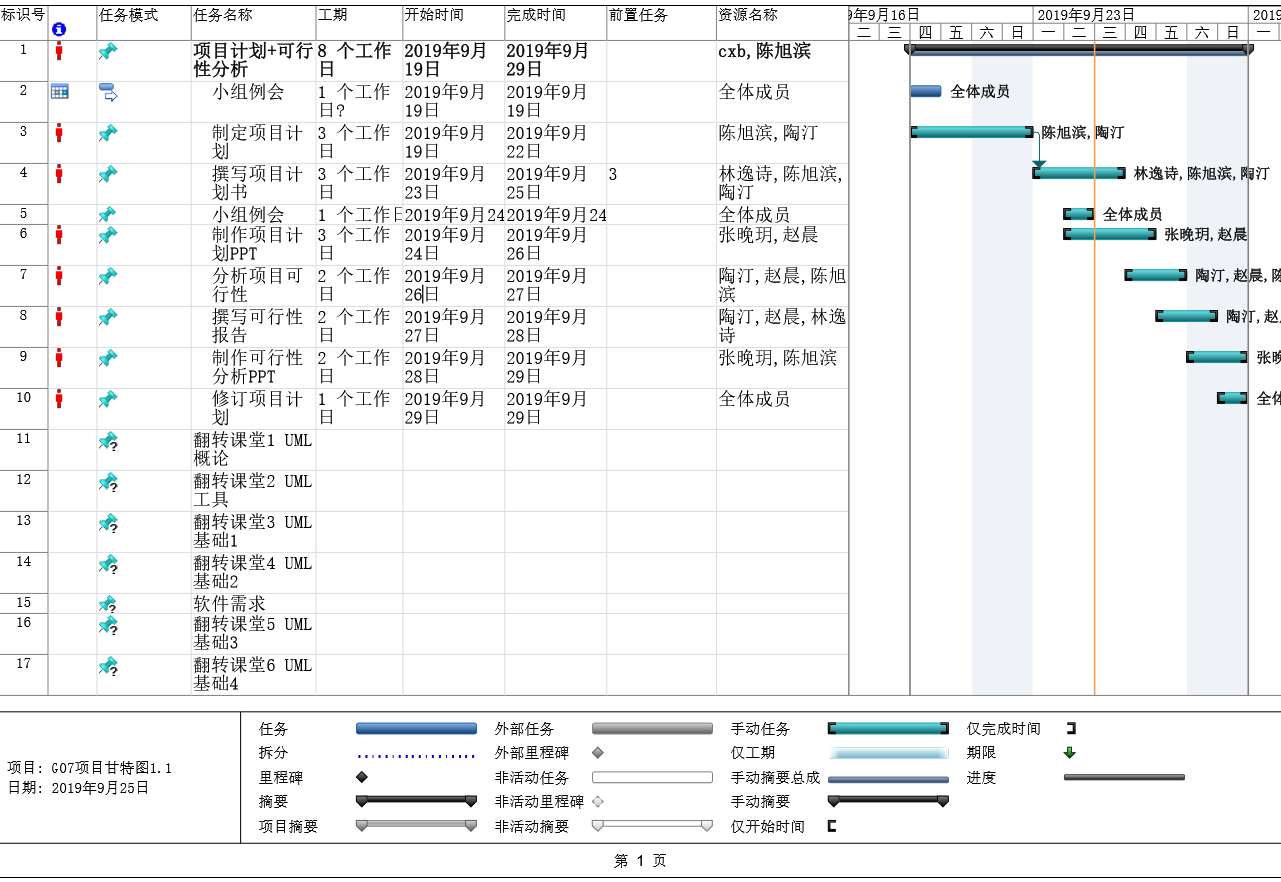 标识号 任务模式 任务名称 工期 开始时间 完成时间 前置任务 资源名称 9年9月16日 2019年9月23日 2019
二 三 四 五 六 日 一 二 三 四 五 六 日 一
1 项目计划+可行性分析 8 个工作日 2019年9月19日 2019年9月29日 cxb,陈旭滨
2 小组例会 1 个工作日? 2019年9月19日 2019年9月19日 全体成员 全体成员
3 制定项目计划 3 个工作日 2019年9月19日 2019年9月22日 陈旭滨,陶汀 陈旭滨,陶汀
4 撰写项目计划书 3 个工作日 2019年9月23日 2019年9月25日 3 林逸诗,陈旭滨,陶汀 林逸诗,陈旭滨,陶汀
5 小组例会 1 个工作日 2019年9月24 2019年9月24 全体成员 全体成员
6 制作项目计划PPT 3 个工作日 2019年9月24日 2019年9月26日 张晚玥,赵晨 张晚玥,赵晨
7 分析项目可行性 2 个工作日 2019年9月26日 2019年9月27日 陶汀,赵晨,陈旭滨 陶汀,赵晨,陈
8 撰写可行性报告 2 个工作日 2019年9月27日 2019年9月28日 陶汀,赵晨,林逸诗 陶汀,赵
9 制作可行性分析PPT 2 个工作日 2019年9月28日 2019年9月29日 张晚玥,陈旭滨 张晚
10 修订项目计划 1 个工作日 2019年9月29日 2019年9月29日 全体成员 全体
11 翻转课堂1 UML概论
12 翻转课堂2 UML工具
13 翻转课堂3 UML基础1
14 翻转课堂4 UML基础2
15 软件需求
16 翻转课堂5 UML基础3
17 翻转课堂6 UML基础4
项目: G07项目甘特图1.1
日期: 2019年9月25日
任务 外部任务 手动任务 仅完成时间
拆分 外部里程碑 仅工期 期限
里程碑 非活动任务 手动摘要总成 进度
摘要 非活动里程碑 手动摘要
项目摘要 非活动摘要 仅开始时间
第 1 页